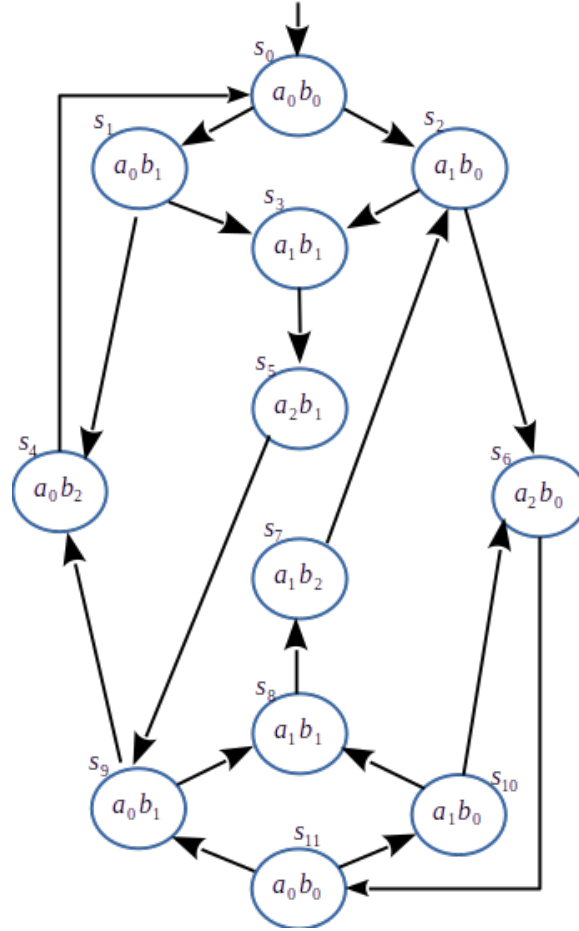 s₀
a₀b₀
s₁
a₀b₁
s₂
a₁b₀
s₃
a₁b₁
s₅
a₂b₁
s₄
a₀b₂
s₆
a₂b₀
s₇
a₁b₂
s₈
a₁b₁
s₉
a₀b₁
s₁₀
a₁b₀
s₁₁
a₀b₀